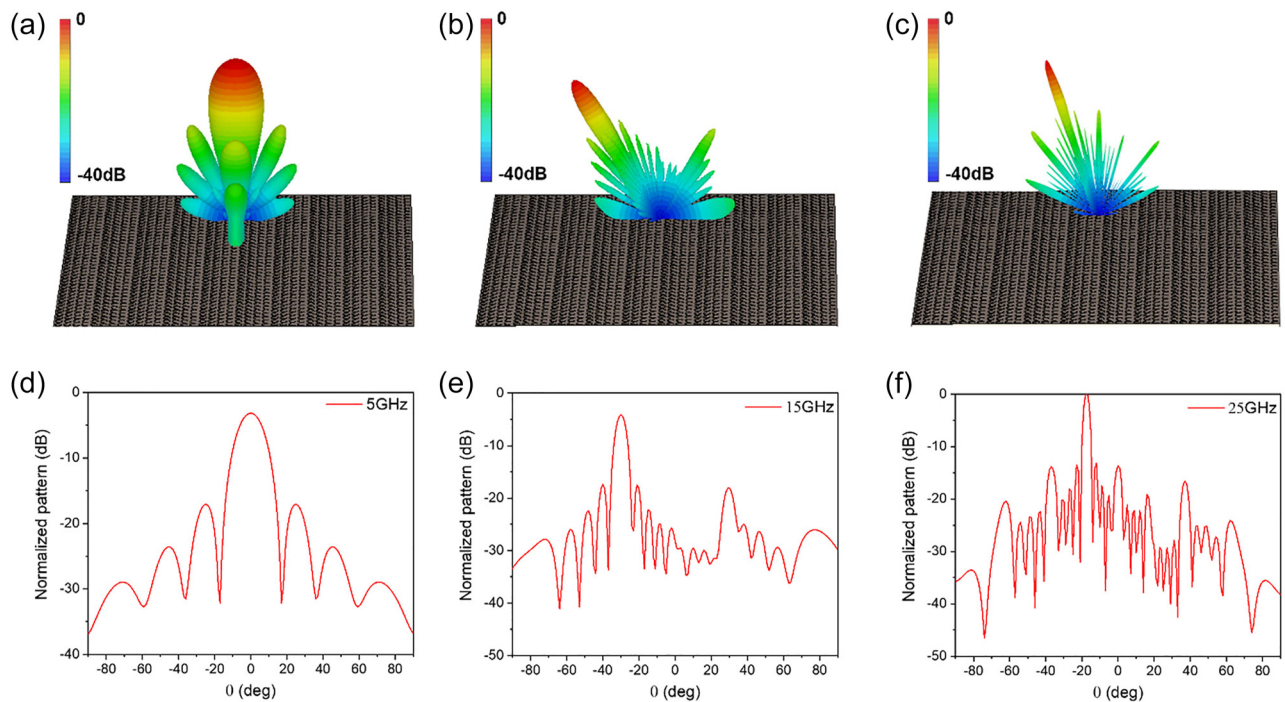 (a)
0
-40dB
(b)
0
-40dB
(c)
0
-40dB
(d)
0
-10
-20
-30
-40
Normalized pattern (dB)
5GHz
-80 -60 -40 -20 0 20 40 60 80
θ (deg)
(e)
0
-10
-20
-30
-40
-50
Normalized pattern (dB)
15GHz
-80 -60 -40 -20 0 20 40 60 80
θ (deg)
(f)
0
-10
-20
-30
-40
-50
Normalized pattern (dB)
25GHz
-80 -60 -40 -20 0 20 40 60 80
θ (deg)